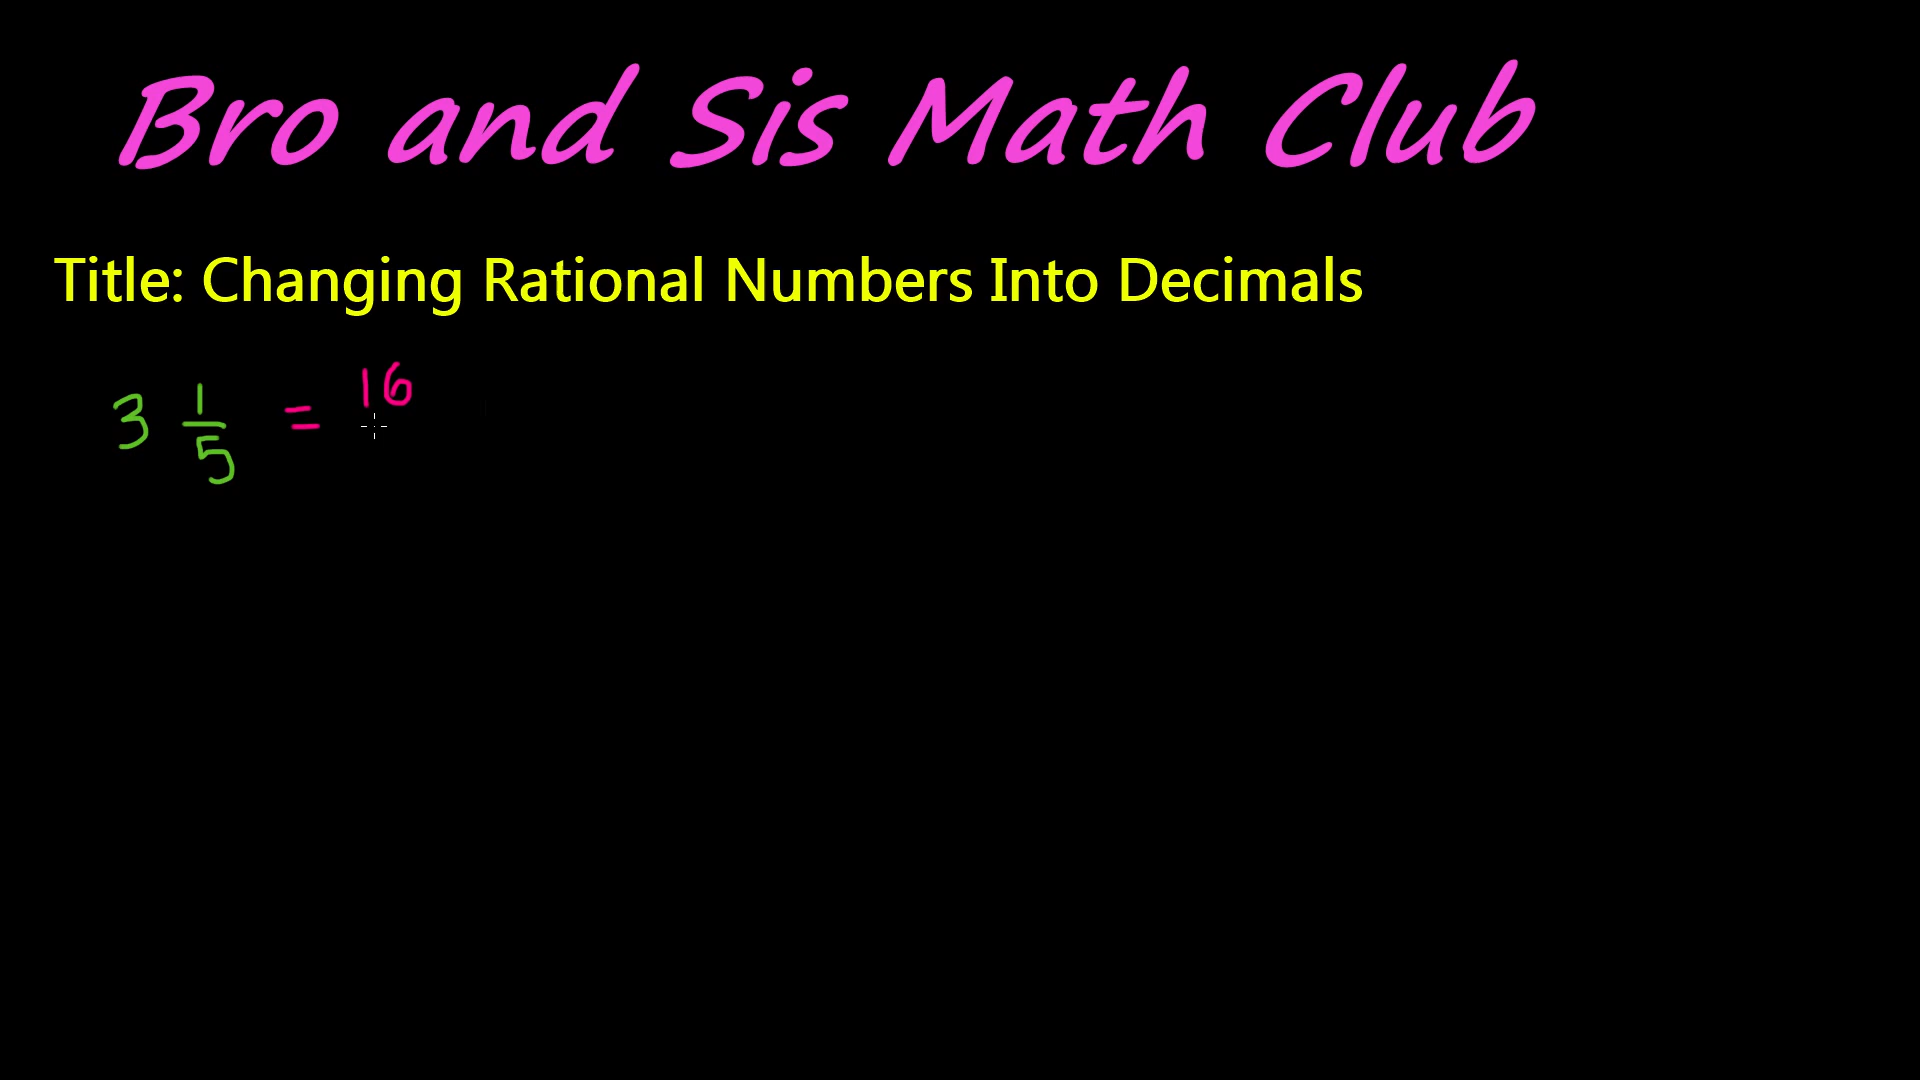 Bro and Sis Math Club
Title: Changing Rational Numbers Into Decimals
3 1/5 = 16